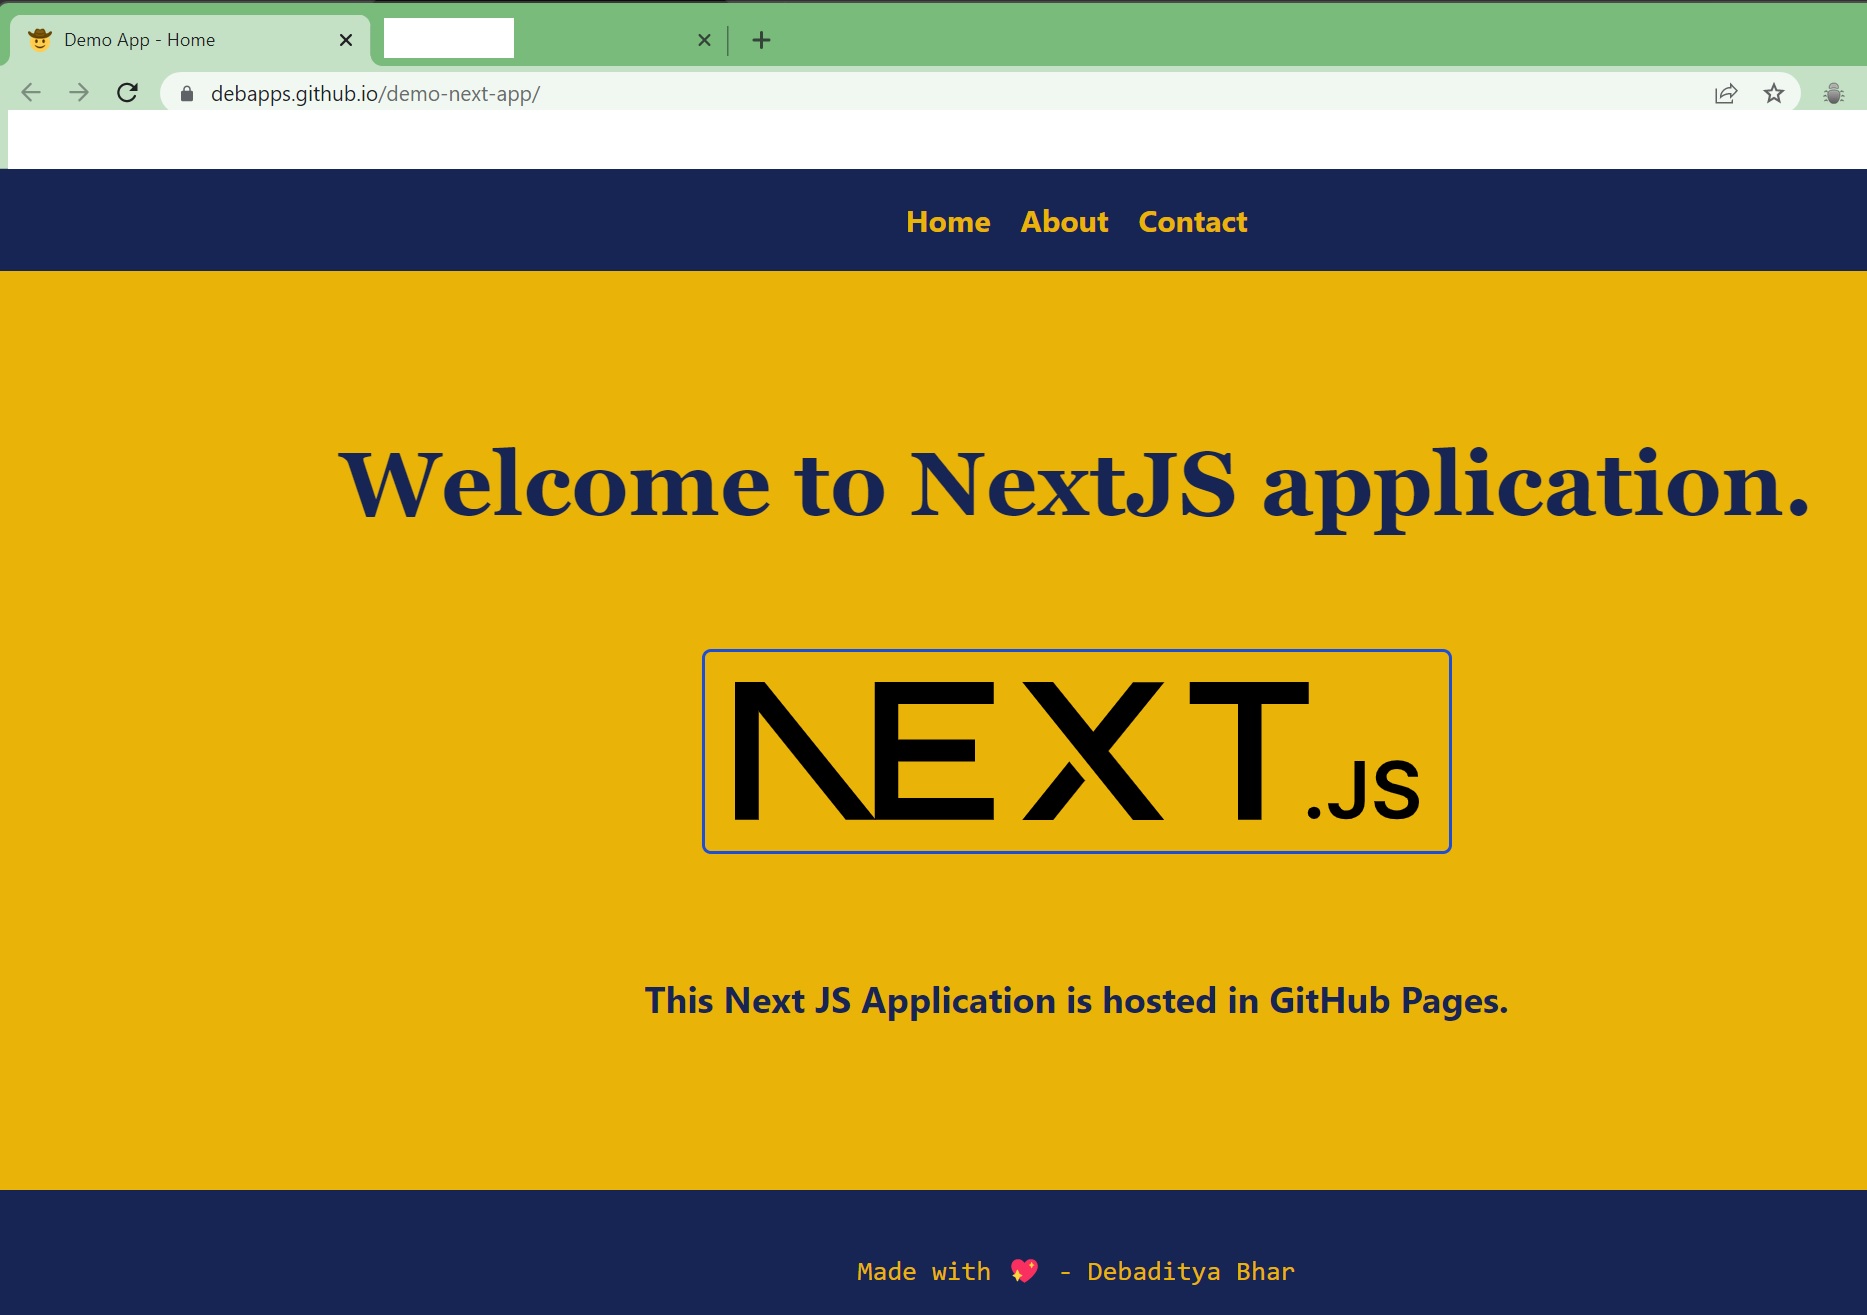 Demo App - Home
debapps.github.io/demo-next-app/
Home About Contact
Welcome to NextJS application.
NEXT.JS
This Next JS Application is hosted in GitHub Pages.
Made with 💖 - Debaditya Bhar